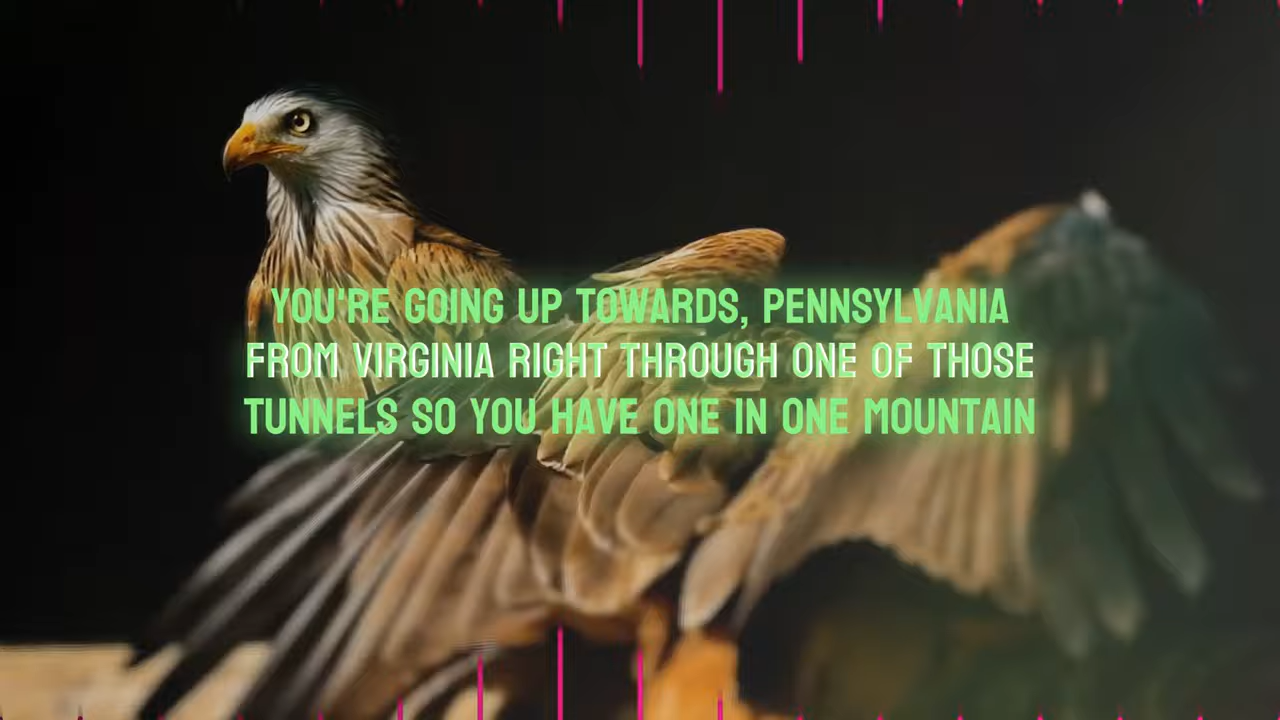 YOU'RE GOING UP TOWARDS, PENNSYLVANIA
FROM VIRGINIA RIGHT THROUGH ONE OF THOSE
TUNNELS SO YOU HAVE ONE IN ONE MOUNTAIN